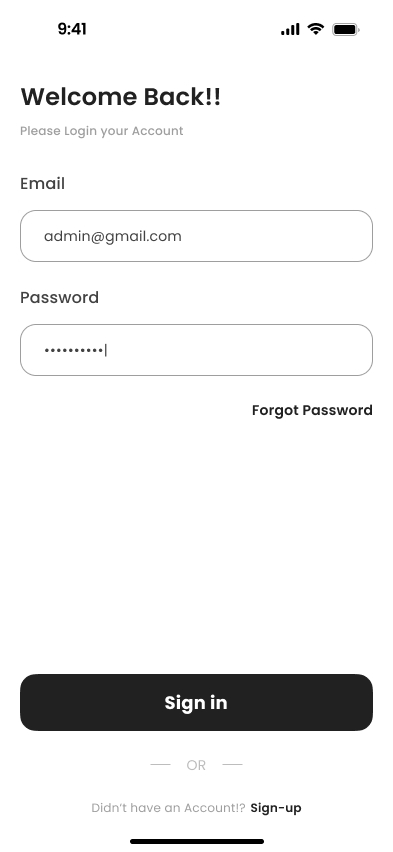 9:41
Welcome Back!!
Please Login your Account
Email
admin@gmail.com
Password
••••••••••|
Forgot Password
Sign in
OR
Didn't have an Account!? Sign-up